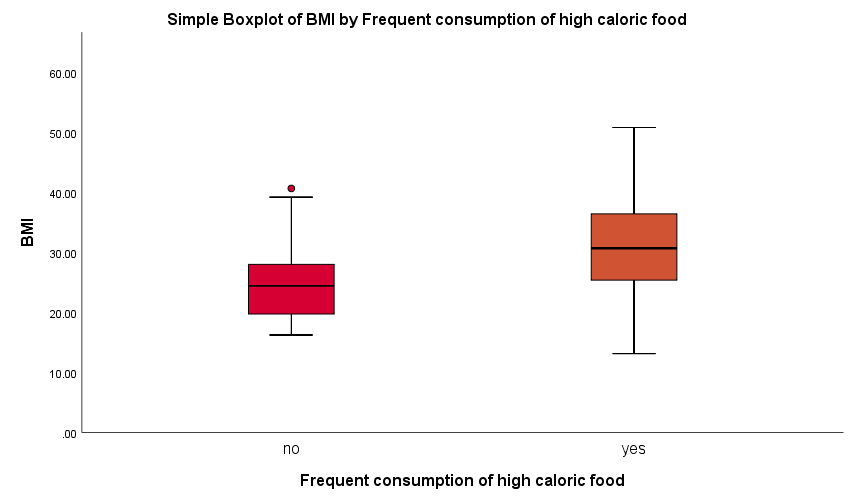 Simple Boxplot of BMI by Frequent consumption of high caloric food
60.00
50.00
40.00
30.00
20.00
10.00
.00
BMI
no
yes
Frequent consumption of high caloric food